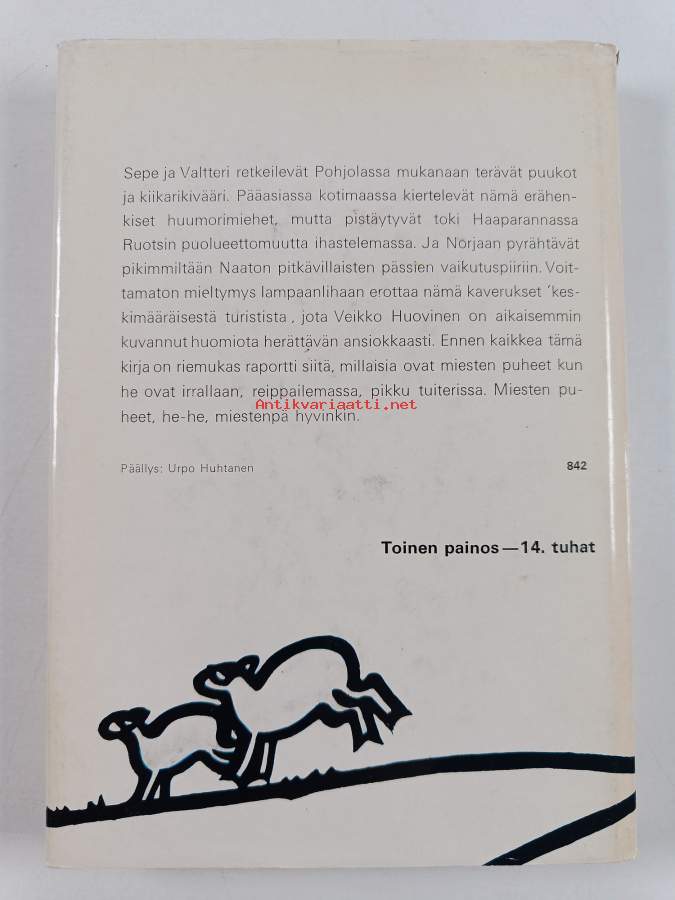 Sepe ja Valtteri retkeilevät Pohjolassa mukanaan terävät puukot
ja kiikarikivääri. Pääasiassa kotimaassa kiertelevät nämä erähen-
kiset huumorimiehet, mutta pistäytyvät toki Haaparannassa
Ruotsin puolueettomuutta ihastelemassa. Ja Norjaan pyrähtävät
pikimmiltään Naaton pitkävillaisten pässien vaikutuspiiriin. Voit-
tamaton mieltymys lampaanlihaan erottaa nämä kaverukset 'kes-
kimääräisestä turistista, jota Veikko Huovinen on aikaisemmin
kuvannut huomiota herättävän ansiokkaasti. Ennen kaikkea tämä
kirja on riemukas raportti siitä, millaisia ovat miesten puheet kun
he ovat irrallaan, reippailemassa, pikku tuiterissa. Miesten pu-
Antikvariaatti.net
heet, he-he, miestenpä hyvinkin.
Päällys: Urpo Huhtanen 842
Toinen painos — 14. tuhat